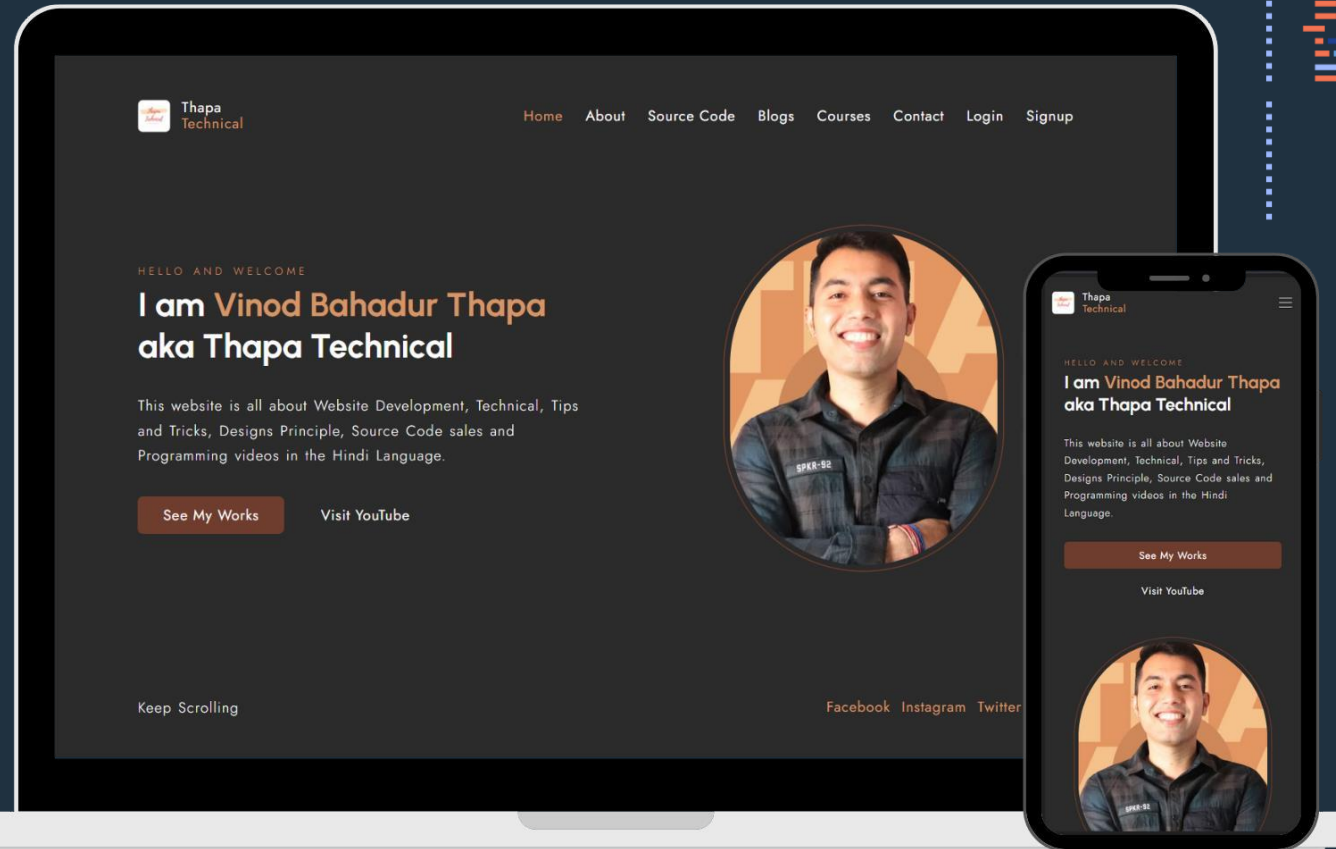 Thapa
Technical
Home About Source Code Blogs Courses Contact Login Signup
HELLO AND WELCOME
I am Vinod Bahadur Thapa
aka Thapa Technical
This website is all about Website Development, Technical, Tips
and Tricks, Designs Principle, Source Code sales and
Programming videos in the Hindi Language.
See My Works Visit YouTube
SPKR-92
Keep Scrolling
Facebook Instagram Twitter
Thapa
Technical
HELLO AND WELCOME
I am Vinod Bahadur Thapa
aka Thapa Technical
This website is all about Website
Development, Technical, Tips and Tricks,
Designs Principle, Source Code sales and
Programming videos in the Hindi
Language.
See My Works
Visit YouTube
SPKR-92